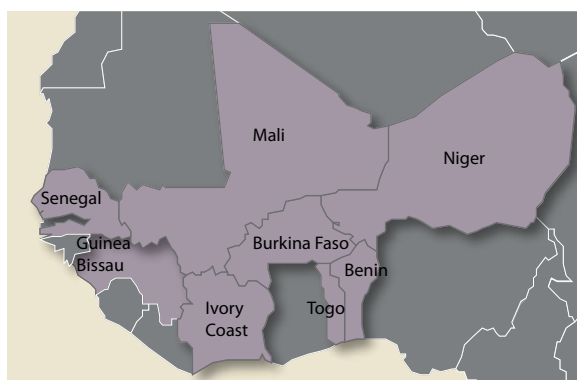 Mali
Niger
Senegal
Guinea
Bissau
Burkina Faso
Benin
Ivory
Coast
Togo